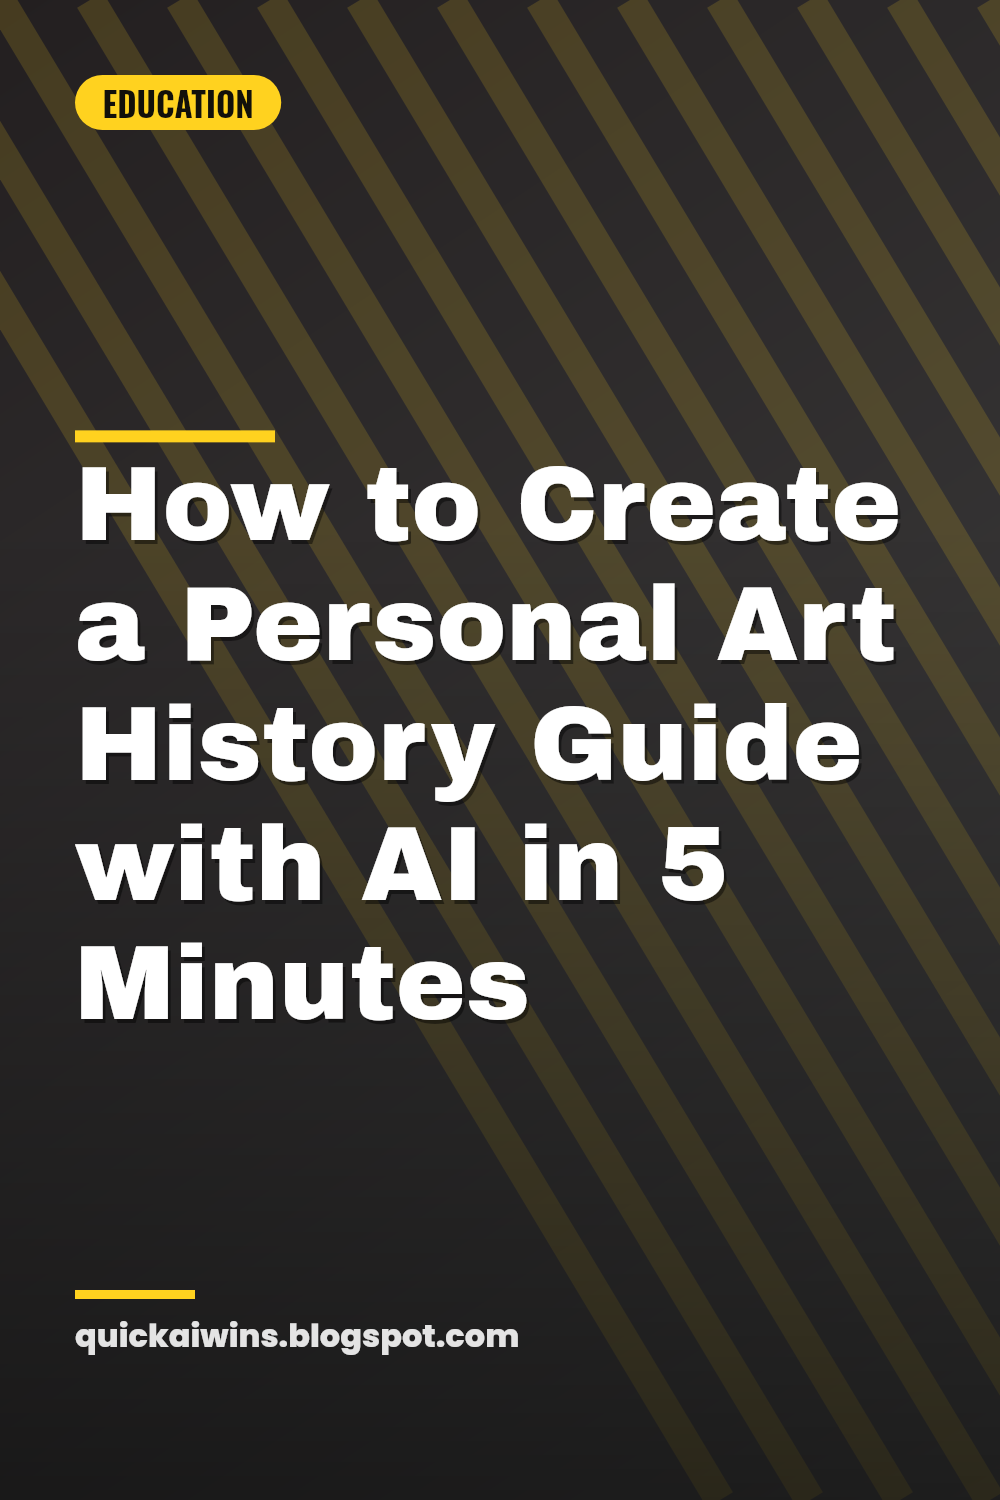 EDUCATION
How to Create
a Personal Art
History Guide
with AI in 5
Minutes
quickaiwins.blogspot.com